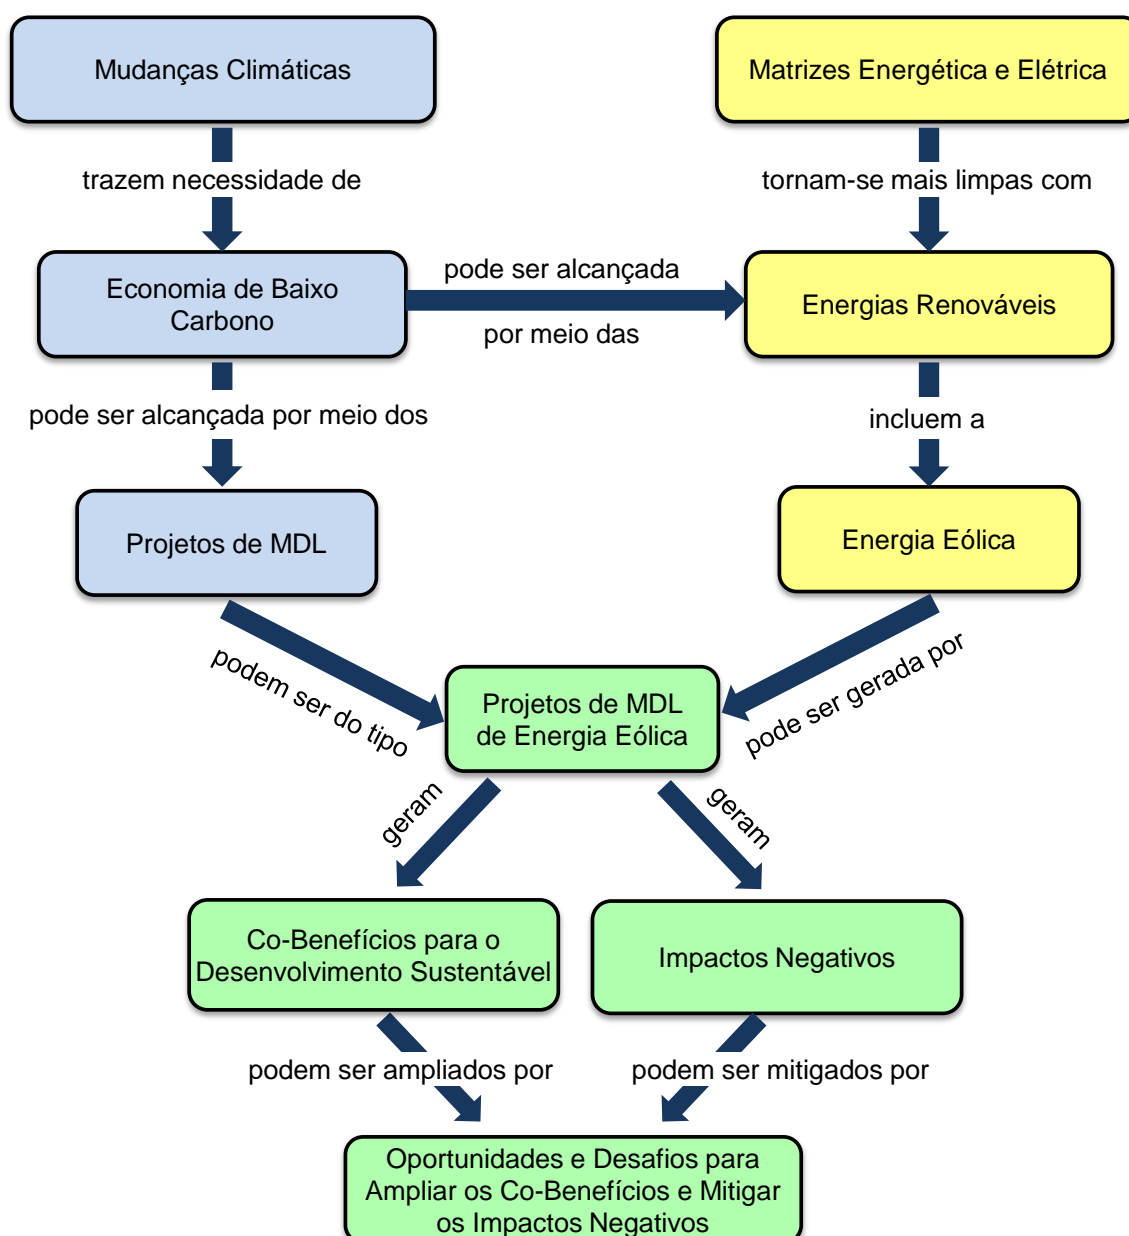 Mudanças Climáticas
Matrizes Energética e Elétrica
trazem necessidade de
tornam-se mais limpas com
Economia de Baixo
Carbono
pode ser alcançada
por meio das
Energias Renováveis
pode ser alcançada por meio dos
incluem a
Projetos de MDL
Energia Eólica
podem ser do tipo
Projetos de MDL
de Energia Eólica
pode ser gerada por
geram
geram
Co-Benefícios para o
Desenvolvimento Sustentável
Impactos Negativos
podem ser ampliados por
podem ser mitigados por
Oportunidades e Desafios para
Ampliar os Co-Benefícios e Mitigar
os Impactos Negativos